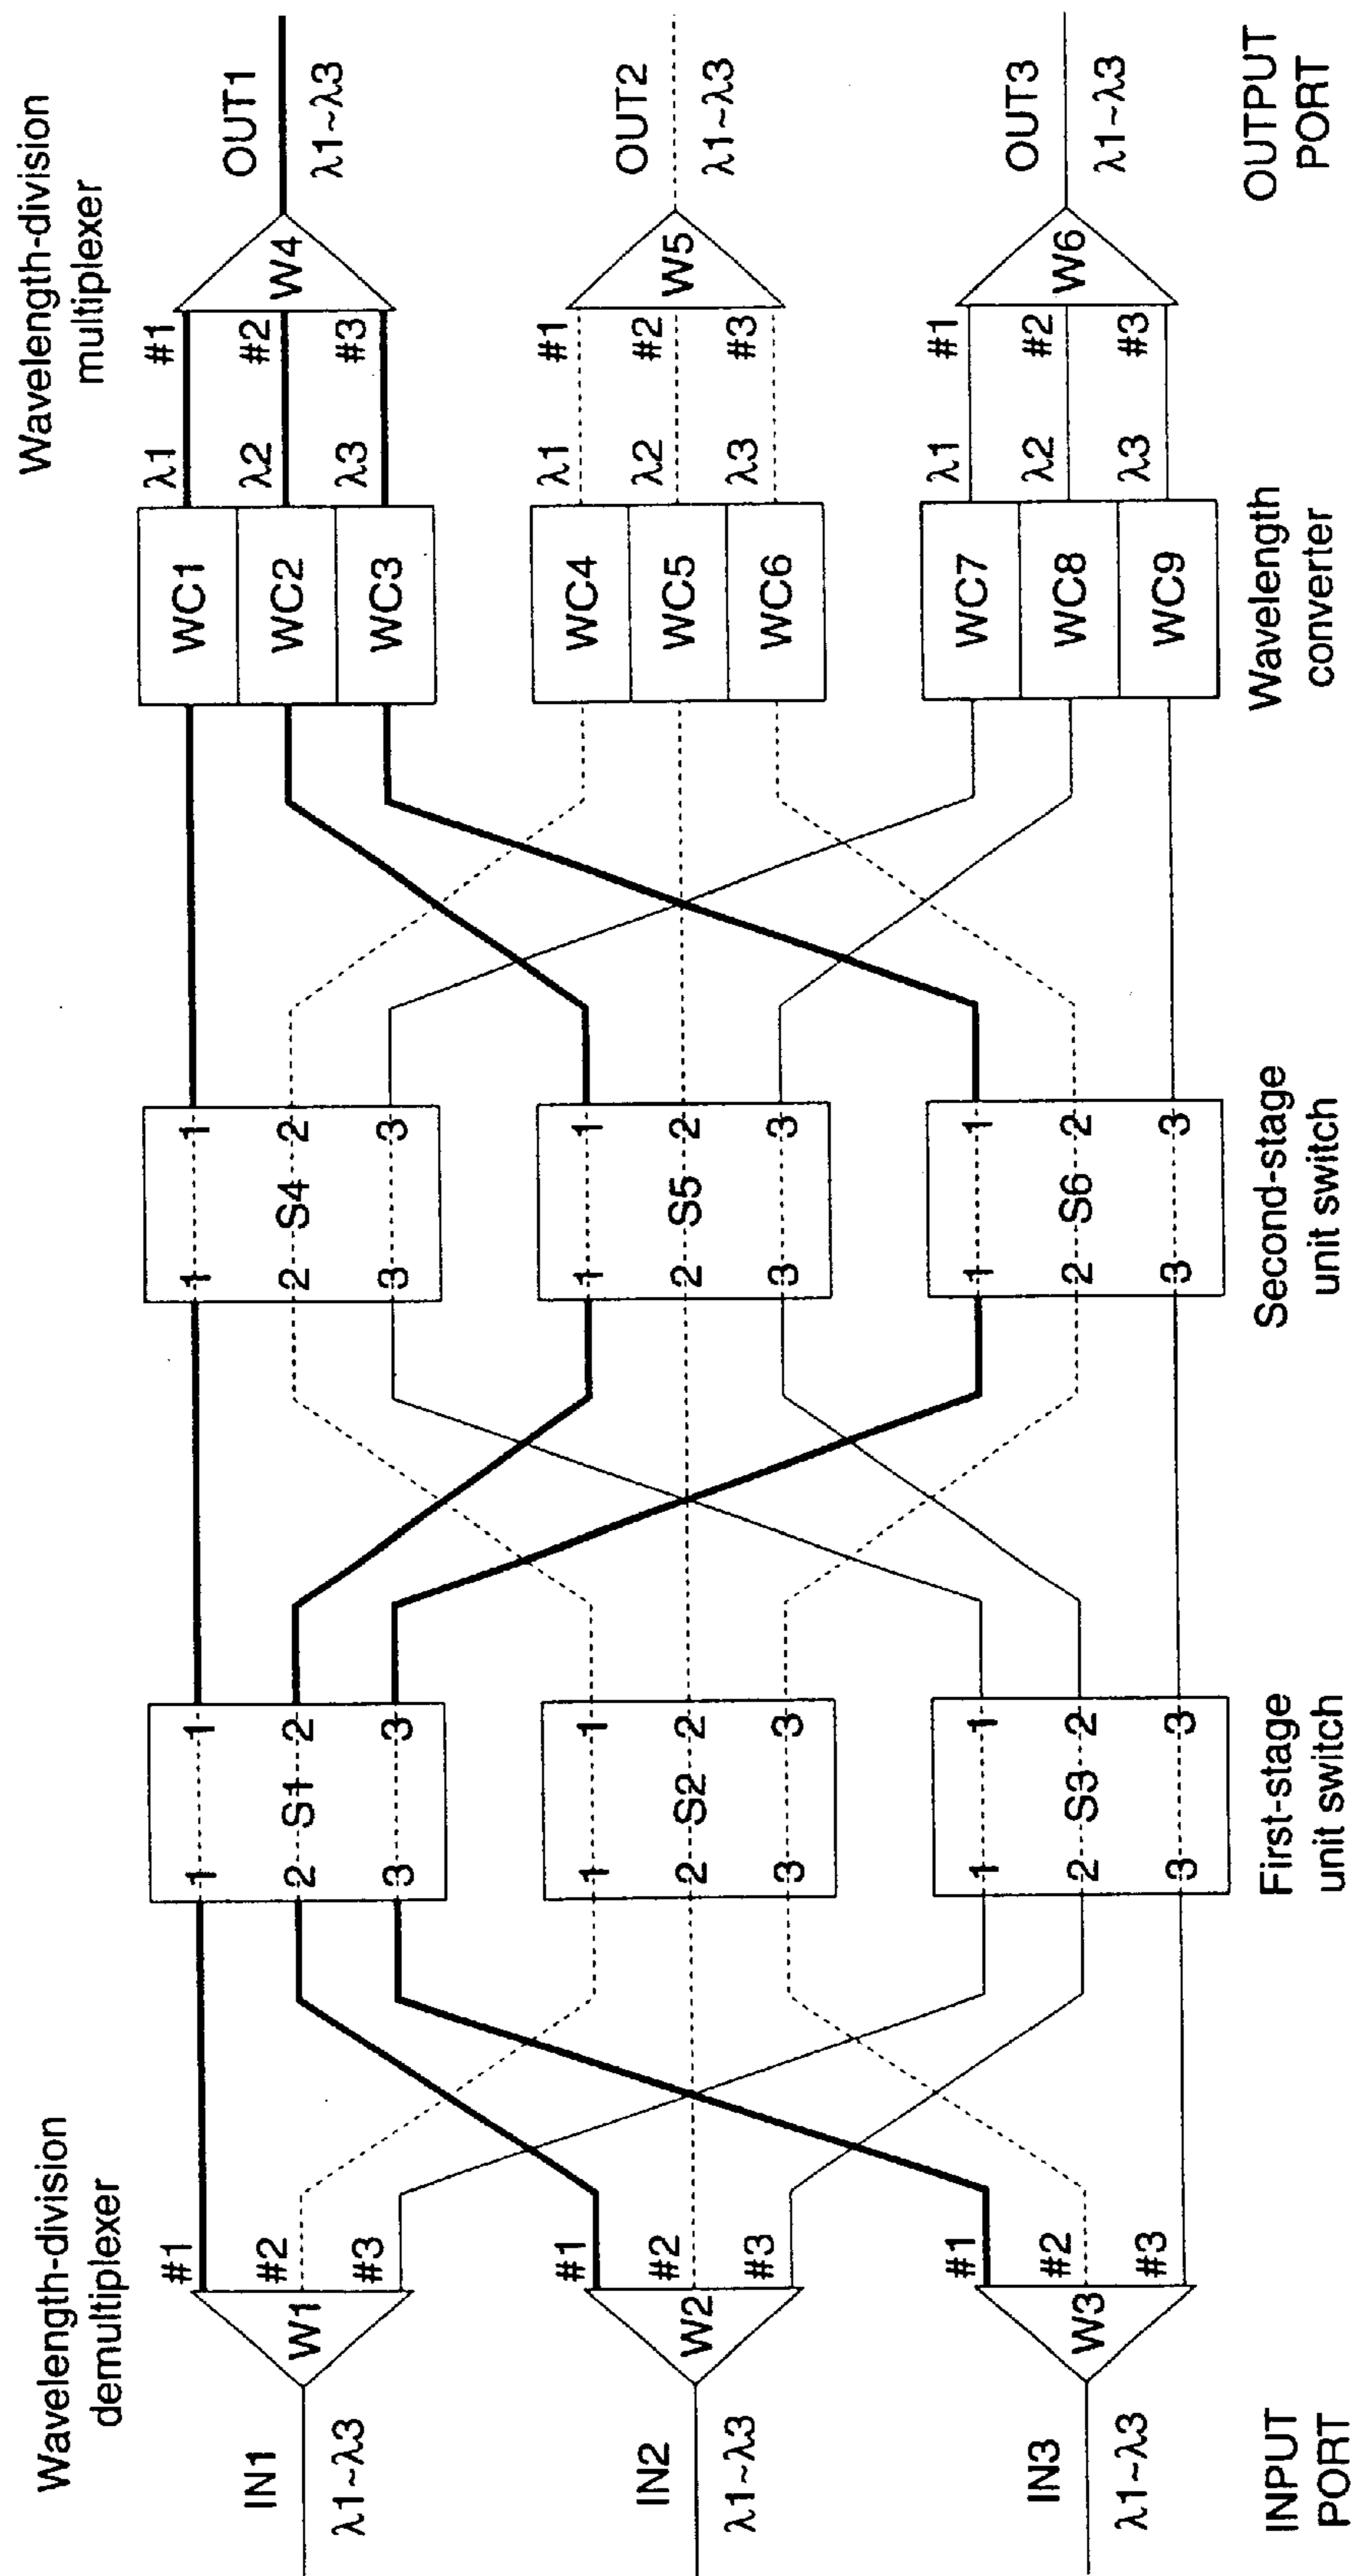 Wavelength-division
demultiplexer
Wavelength-division
multiplexer
IN1
λ1~λ3
W1
#1
#2
#3
1
2
3
S1
1
2
3
1
2
3
S4
1
2
3
WC1
WC2
WC3
λ1
λ2
λ3
#1
#2
#3
W4
OUT1
λ1~λ3
IN2
λ1~λ3
W2
#1
#2
#3
1
2
3
S2
1
2
3
1
2
3
S5
1
2
3
WC4
WC5
WC6
λ1
λ2
λ3
#1
#2
#3
W5
OUT2
λ1~λ3
IN3
λ1~λ3
W3
#1
#2
#3
1
2
3
S3
1
2
3
1
2
3
S6
1
2
3
WC7
WC8
WC9
λ1
λ2
λ3
#1
#2
#3
W6
OUT3
λ1~λ3
INPUT
PORT
First-stage
unit switch
Second-stage
unit switch
Wavelength
converter
OUTPUT
PORT